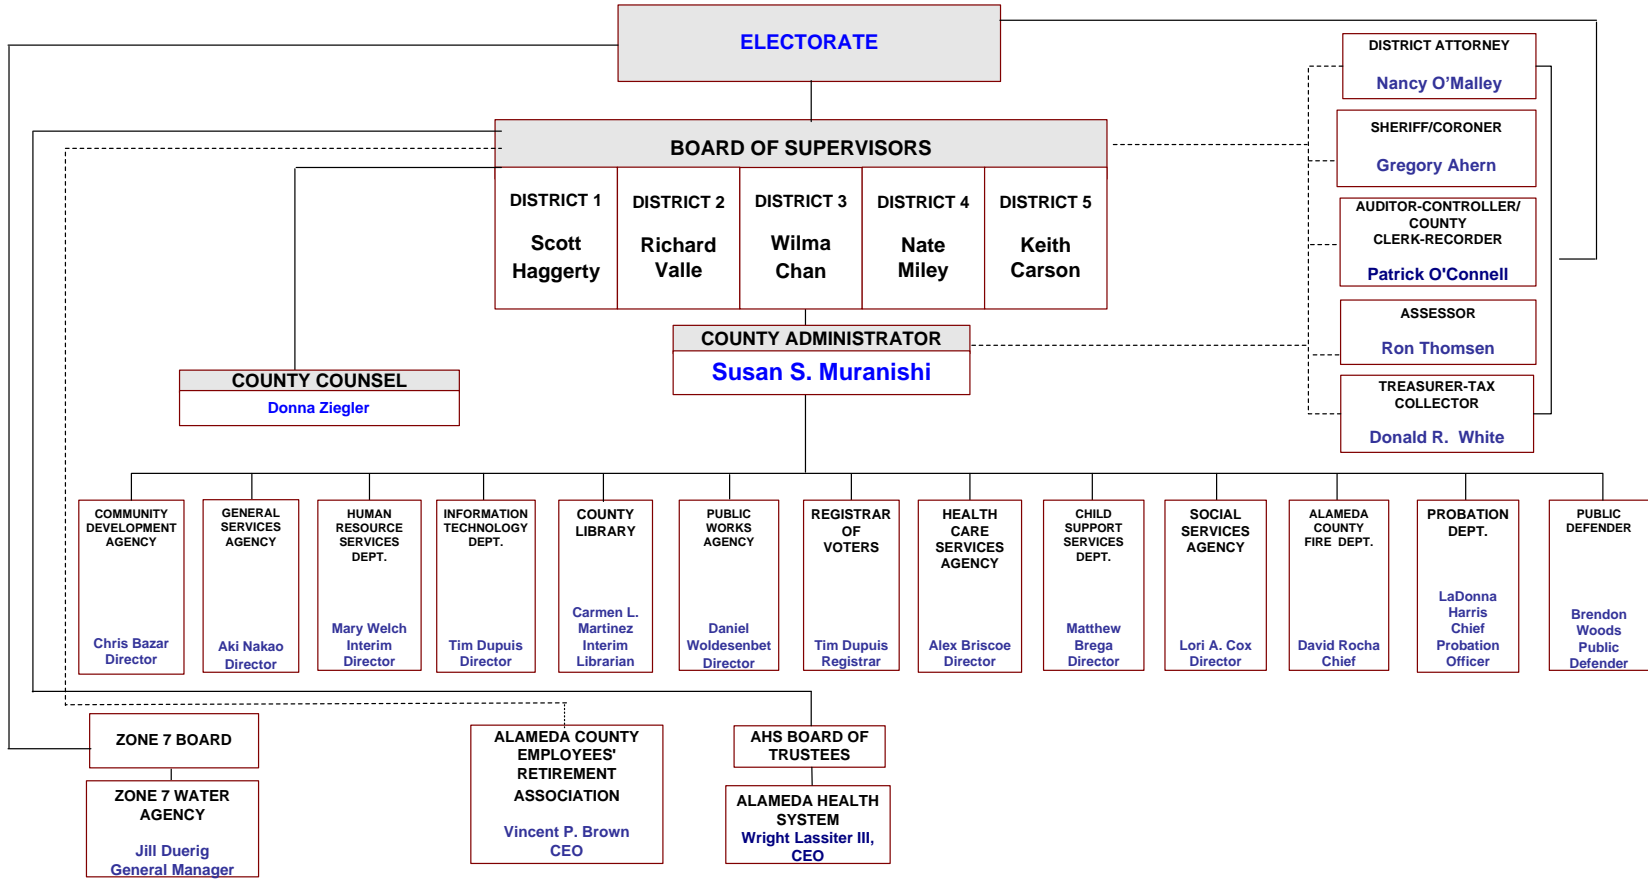 ELECTORATE
DISTRICT ATTORNEY
Nancy O’Malley
SHERIFF/CORONER
Gregory Ahern
AUDITOR-CONTROLLER/
COUNTY
CLERK-RECORDER
Patrick O'Connell
ASSESSOR
Ron Thomsen
TREASURER-TAX
COLLECTOR
Donald R. White
BOARD OF SUPERVISORS
DISTRICT 1
Scott
Haggerty
DISTRICT 2
Richard
Valle
DISTRICT 3
Wilma
Chan
DISTRICT 4
Nate
Miley
DISTRICT 5
Keith
Carson
COUNTY ADMINISTRATOR
Susan S. Muranishi
COUNTY COUNSEL
Donna Ziegler
COMMUNITY
DEVELOPMENT
AGENCY
Chris Bazar
Director
GENERAL
SERVICES
AGENCY
Aki Nakao
Director
HUMAN
RESOURCE
SERVICES
DEPT.
Mary Welch
Interim
Director
INFORMATION
TECHNOLOGY
DEPT.
Tim Dupuis
Director
COUNTY
LIBRARY
Carmen L.
Martinez
Interim
Librarian
PUBLIC
WORKS
AGENCY
Daniel
Woldesenbet
Director
REGISTRAR
OF
VOTERS
Tim Dupuis
Registrar
HEALTH
CARE
SERVICES
AGENCY
Alex Briscoe
Director
CHILD
SUPPORT
SERVICES
DEPT.
Matthew
Brega
Director
SOCIAL
SERVICES
AGENCY
Lori A. Cox
Director
ALAMEDA
COUNTY
FIRE DEPT.
David Rocha
Chief
PROBATION
DEPT.
LaDonna
Harris
Chief
Probation
Officer
PUBLIC
DEFENDER
Brendon
Woods
Public
Defender
ZONE 7 BOARD
ZONE 7 WATER
AGENCY
Jill Duerig
General Manager
ALAMEDA COUNTY
EMPLOYEES'
RETIREMENT
ASSOCIATION
Vincent P. Brown
CEO
AHS BOARD OF
TRUSTEES
ALAMEDA HEALTH
SYSTEM
Wright Lassiter III,
CEO